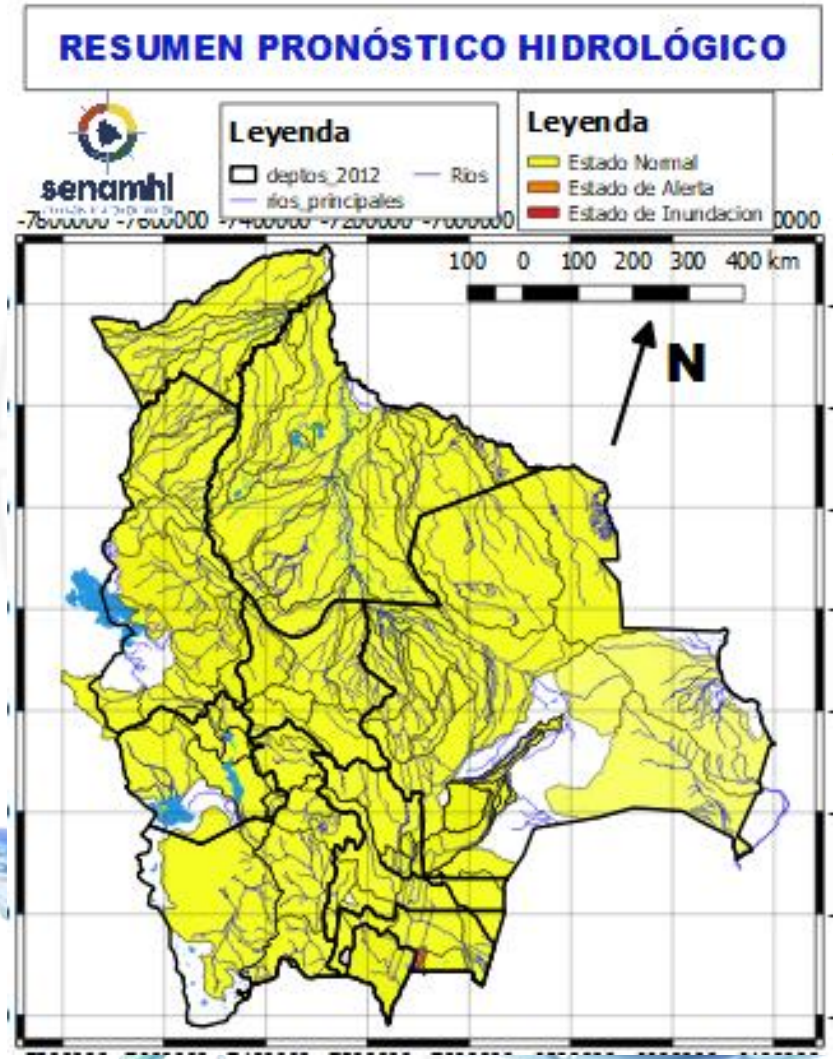 RESUMEN PRONÓSTICO HIDROLÓGICO
senamhi
Leyenda
deptos_2012
Rios
rios_principales
Leyenda
Estado Normal
Estado de Alerta
Estado de Inundacion
-7600000 -7400000 -7200000 -7000000
100 0 100 200 300 400 km
N